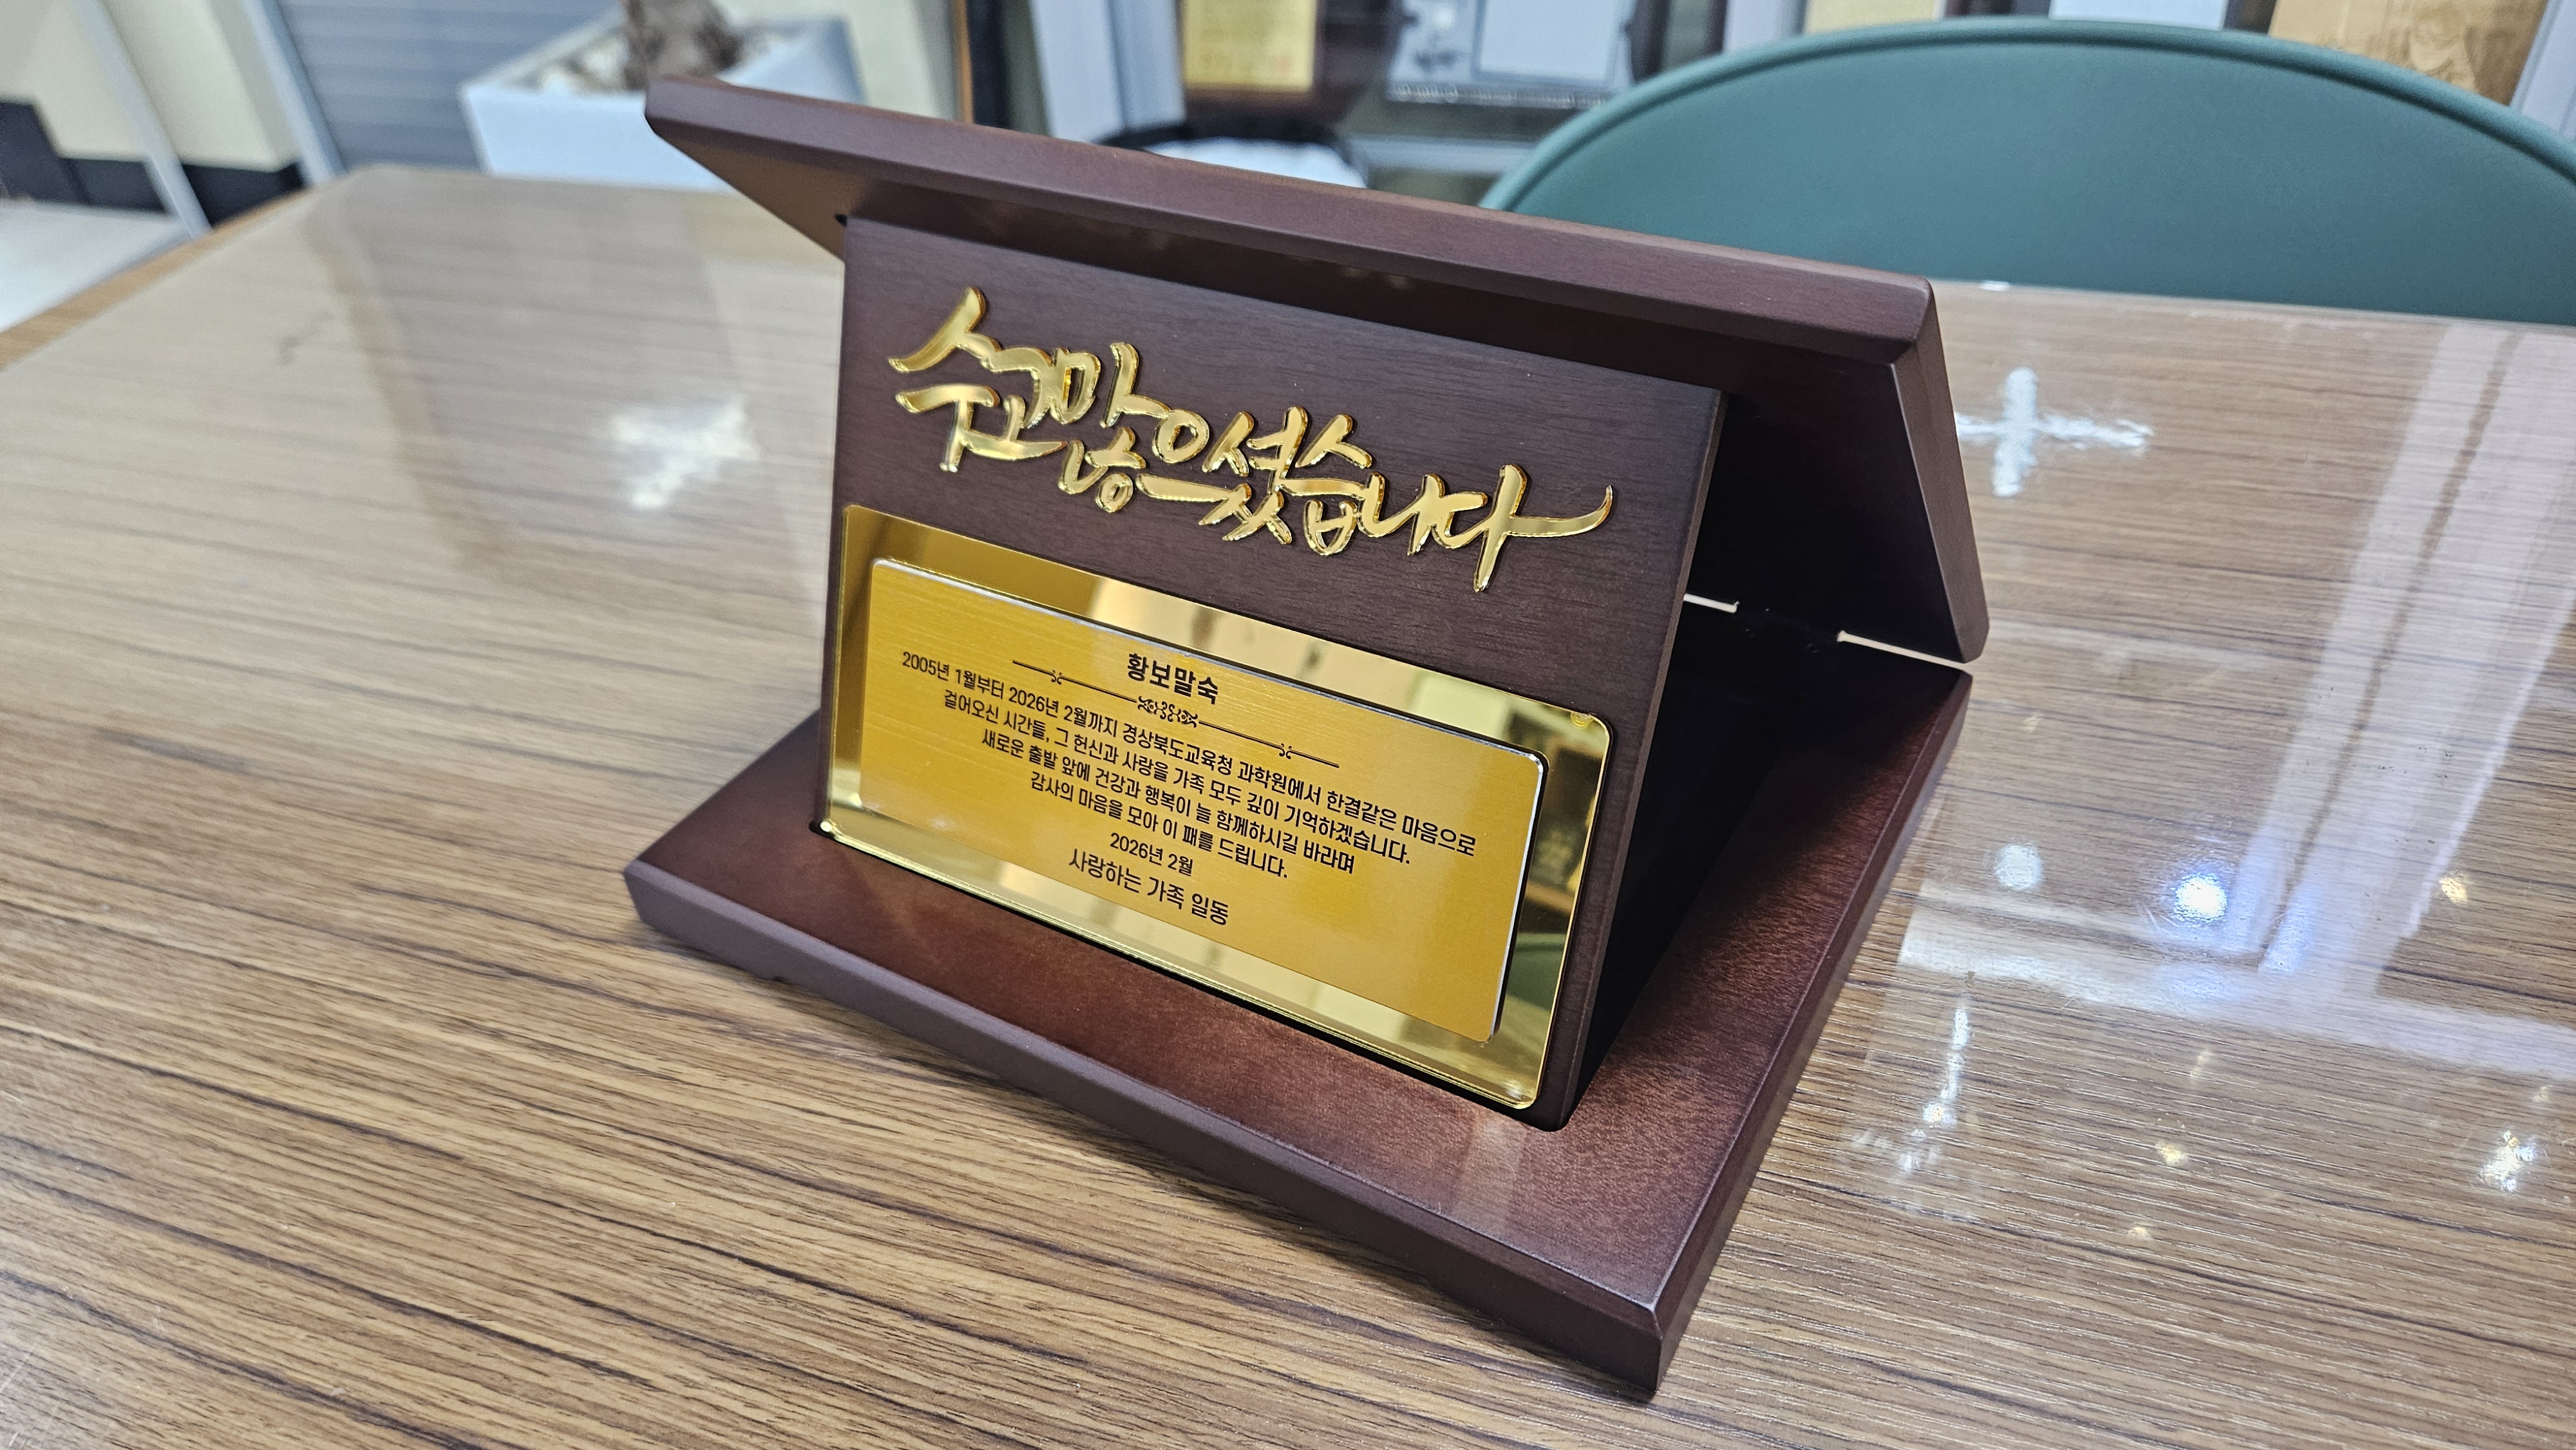 수고많으셨습니다
황보말숙
2005년 1월부터 2026년 2월까지 경상북도교육청 과학원에서 한결같은 마음으로
걸어오신 시간들, 그 헌신과 사랑을 가족 모두 깊이 기억하겠습니다.
새로운 출발 앞에 건강과 행복이 늘 함께하시길 바라며
감사의 마음을 모아 이 패를 드립니다.
2026년 2월
사랑하는 가족 일동